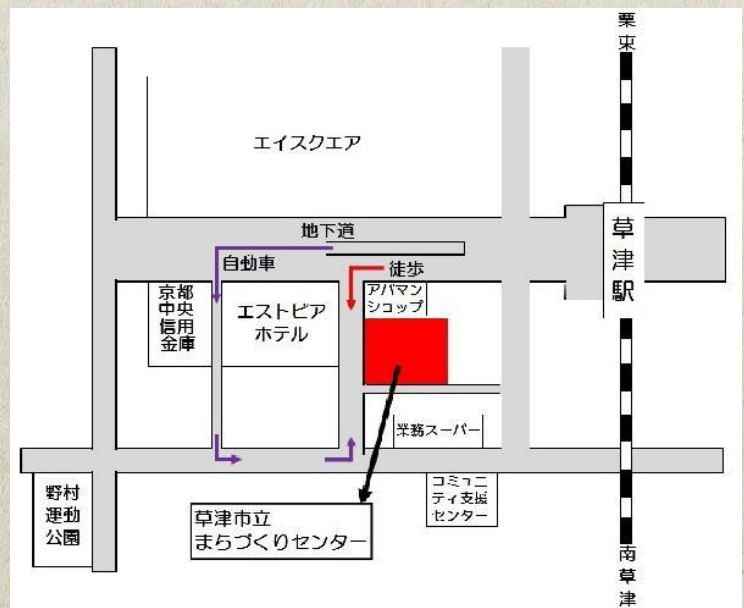 栗東
エイスクエア
地下道
自動車
徒歩
草津駅
京都
中央
信用
金庫
エストピア
ホテル
アパマン
ショップ
業務スーパー
野村
運動
公園
草津市立
まちづくりセンター
コミュニ
ティ支援
センター
南草津